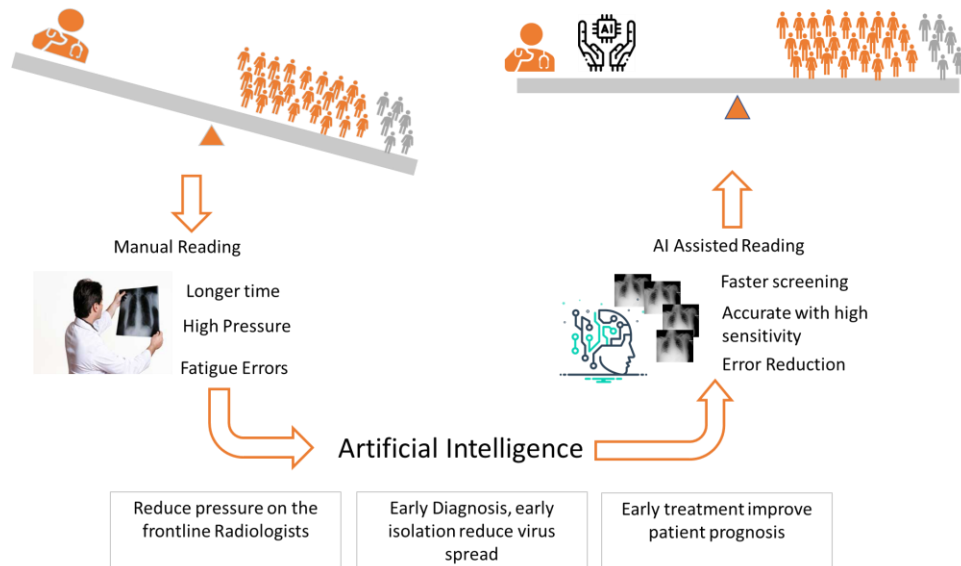 AI
Manual Reading
Longer time
High Pressure
Fatigue Errors
AI Assisted Reading
Faster screening
Accurate with high
sensitivity
Error Reduction
Artificial Intelligence
Reduce pressure on the
frontline Radiologists
Early Diagnosis, early
isolation reduce virus
spread
Early treatment improve
patient prognosis